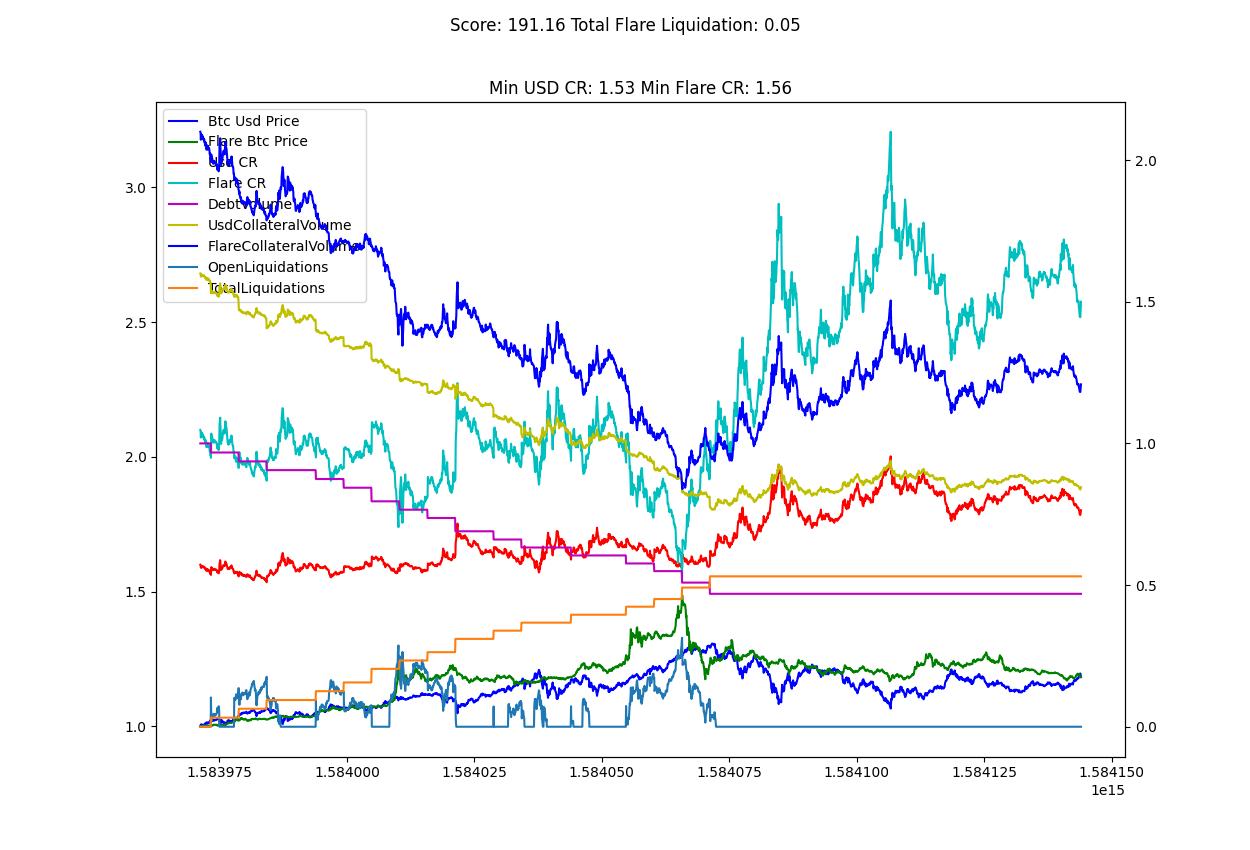 Score: 191.16 Total Flare Liquidation: 0.05
Min USD CR: 1.53 Min Flare CR: 1.56
Btc Usd Price
Flare Btc Price
Usd CR
Flare CR
DebtVolume
UsdCollateralVolume
FlareCollateralVolume
OpenLiquidations
TotalLiquidations
3.0
2.5
2.0
1.5
1.0
2.0
1.5
1.0
0.5
0.0
1.583975
1.584000
1.584025
1.584050
1.584075
1.584100
1.584125
1.584150
1e15